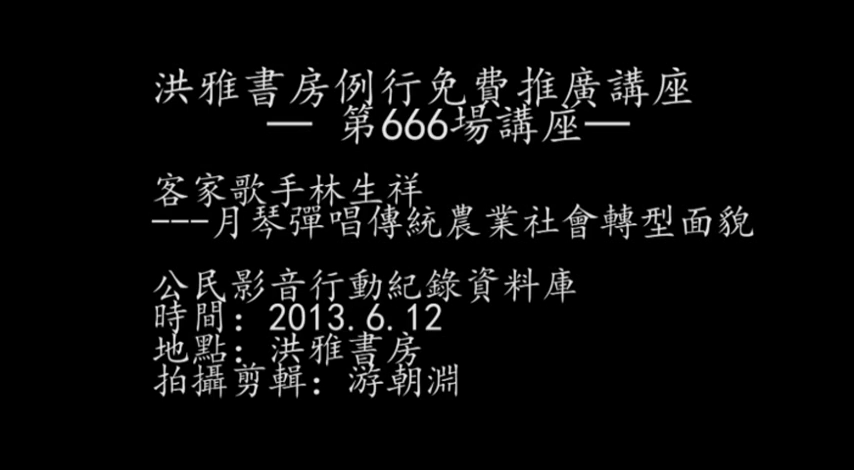 洪雅書房例行免費推廣講座
── 第666場講座──
客家歌手林生祥
---月琴彈唱傳統農業社會轉型面貌
公民影音行動紀錄資料庫
時間: 2013.6.12
地點: 洪雅書房
拍攝剪輯: 游朝淵